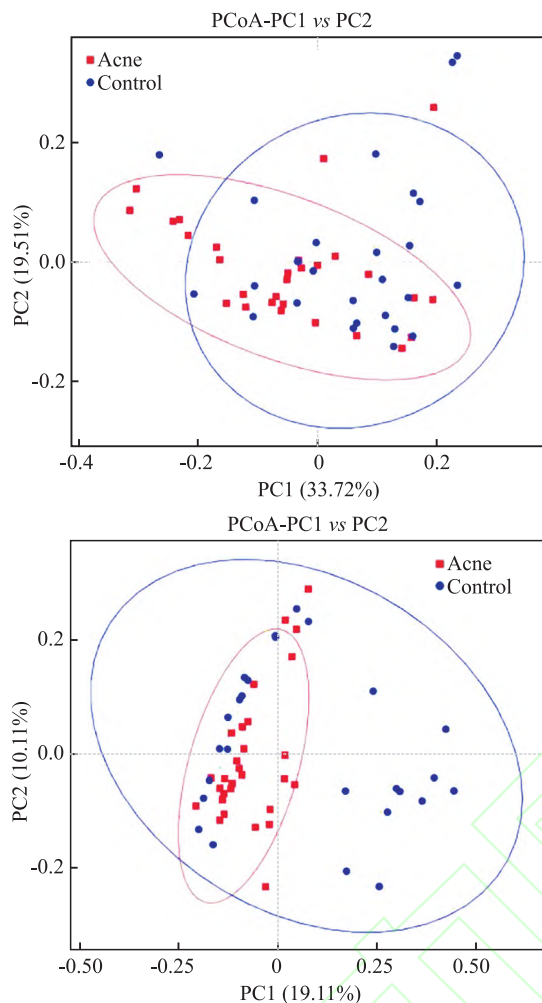 PCoA-PC1 vs PC2
Acne
Control
0.2
0
-0.2
PC2 (19.51%)
-0.4 -0.2 0 0.2
PC1 (33.72%)
PCoA-PC1 vs PC2
Acne
Control
0.2
0.0
-0.2
PC2 (10.11%)
-0.50 -0.25 0 0.25 0.50
PC1 (19.11%)